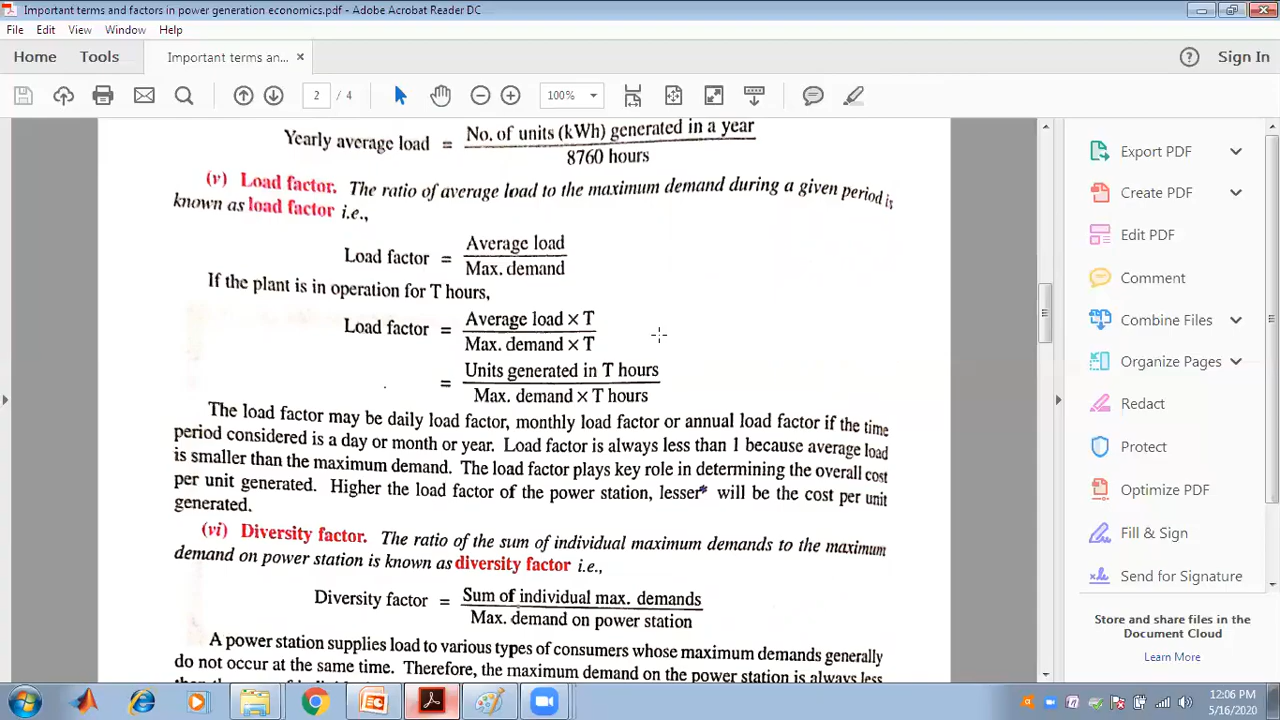 Important terms and factors in power generation economics.pdf - Adobe Acrobat Reader DC
File Edit View Window Help
Home Tools Important terms an... × Sign In
2 / 4 100%
Yearly average load = No. of units (kWh) generated in a year
8760 hours
(v) Load factor. The ratio of average load to the maximum demand during a given period is
known as load factor i.e.,
Load factor = Average load
Max. demand
If the plant is in operation for T hours,
Load factor = Average load × T
Max. demand × T
= Units generated in T hours
Max. demand × T hours
The load factor may be daily load factor, monthly load factor or annual load factor if the time
period considered is a day or month or year. Load factor is always less than 1 because average load
is smaller than the maximum demand. The load factor plays key role in determining the overall cost
per unit generated. Higher the load factor of the power station, lesser* will be the cost per unit
generated.
(vi) Diversity factor. The ratio of the sum of individual maximum demands to the maximum
demand on power station is known as diversity factor i.e.,
Diversity factor = Sum of individual max. demands
Max. demand on power station
A power station supplies load to various types of consumers whose maximum demands generally
do not occur at the same time. Therefore, the maximum demand on the power station is always less
Export PDF
Create PDF
Edit PDF
Comment
Combine Files
Organize Pages
Redact
Protect
Optimize PDF
Fill & Sign
Send for Signature
Store and share files in the
Document Cloud
Learn More
12:06 PM
5/16/2020